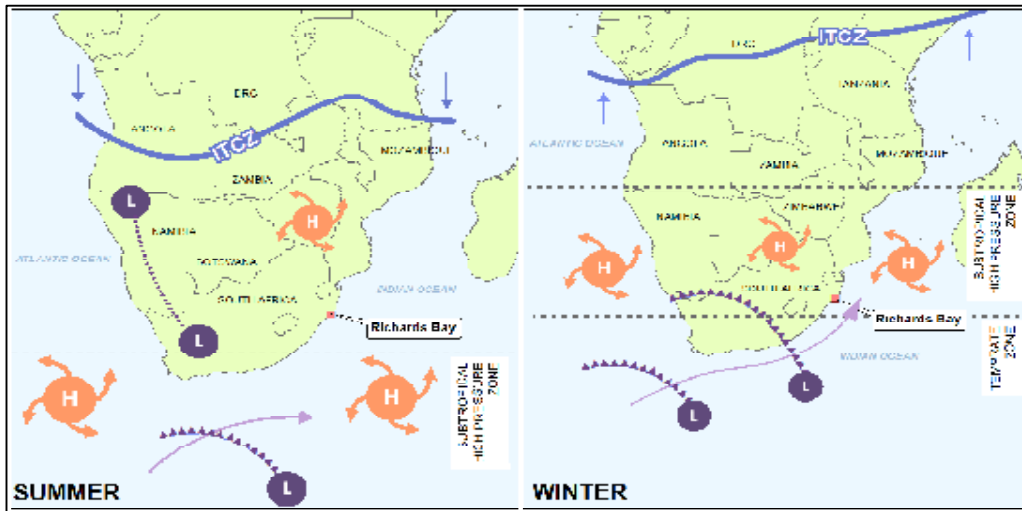 DRC
ANGOLA
ITCZ
MOZAMBIQUE
ZAMBIA
L
H
NAMIBIA
ATLANTIC OCEAN
BOTSWANA
INDIAN OCEAN
SOUTH AFRICA
Richards Bay
L
H
H
SUBTROPICAL
HIGH PRESSURE
ZONE
L
SUMMER
ITCZ
DRC
TANZANIA
ATLANTIC OCEAN
ANGOLA
MOZAMBIQUE
ZAMBIA
ZIMBABWE
NAMIBIA
SUBTROPICAL
HIGH PRESSURE
ZONE
H
H
H
SOUTH AFRICA
Richards Bay
INDIAN OCEAN
TEMPRATE
ZONE
L
L
WINTER